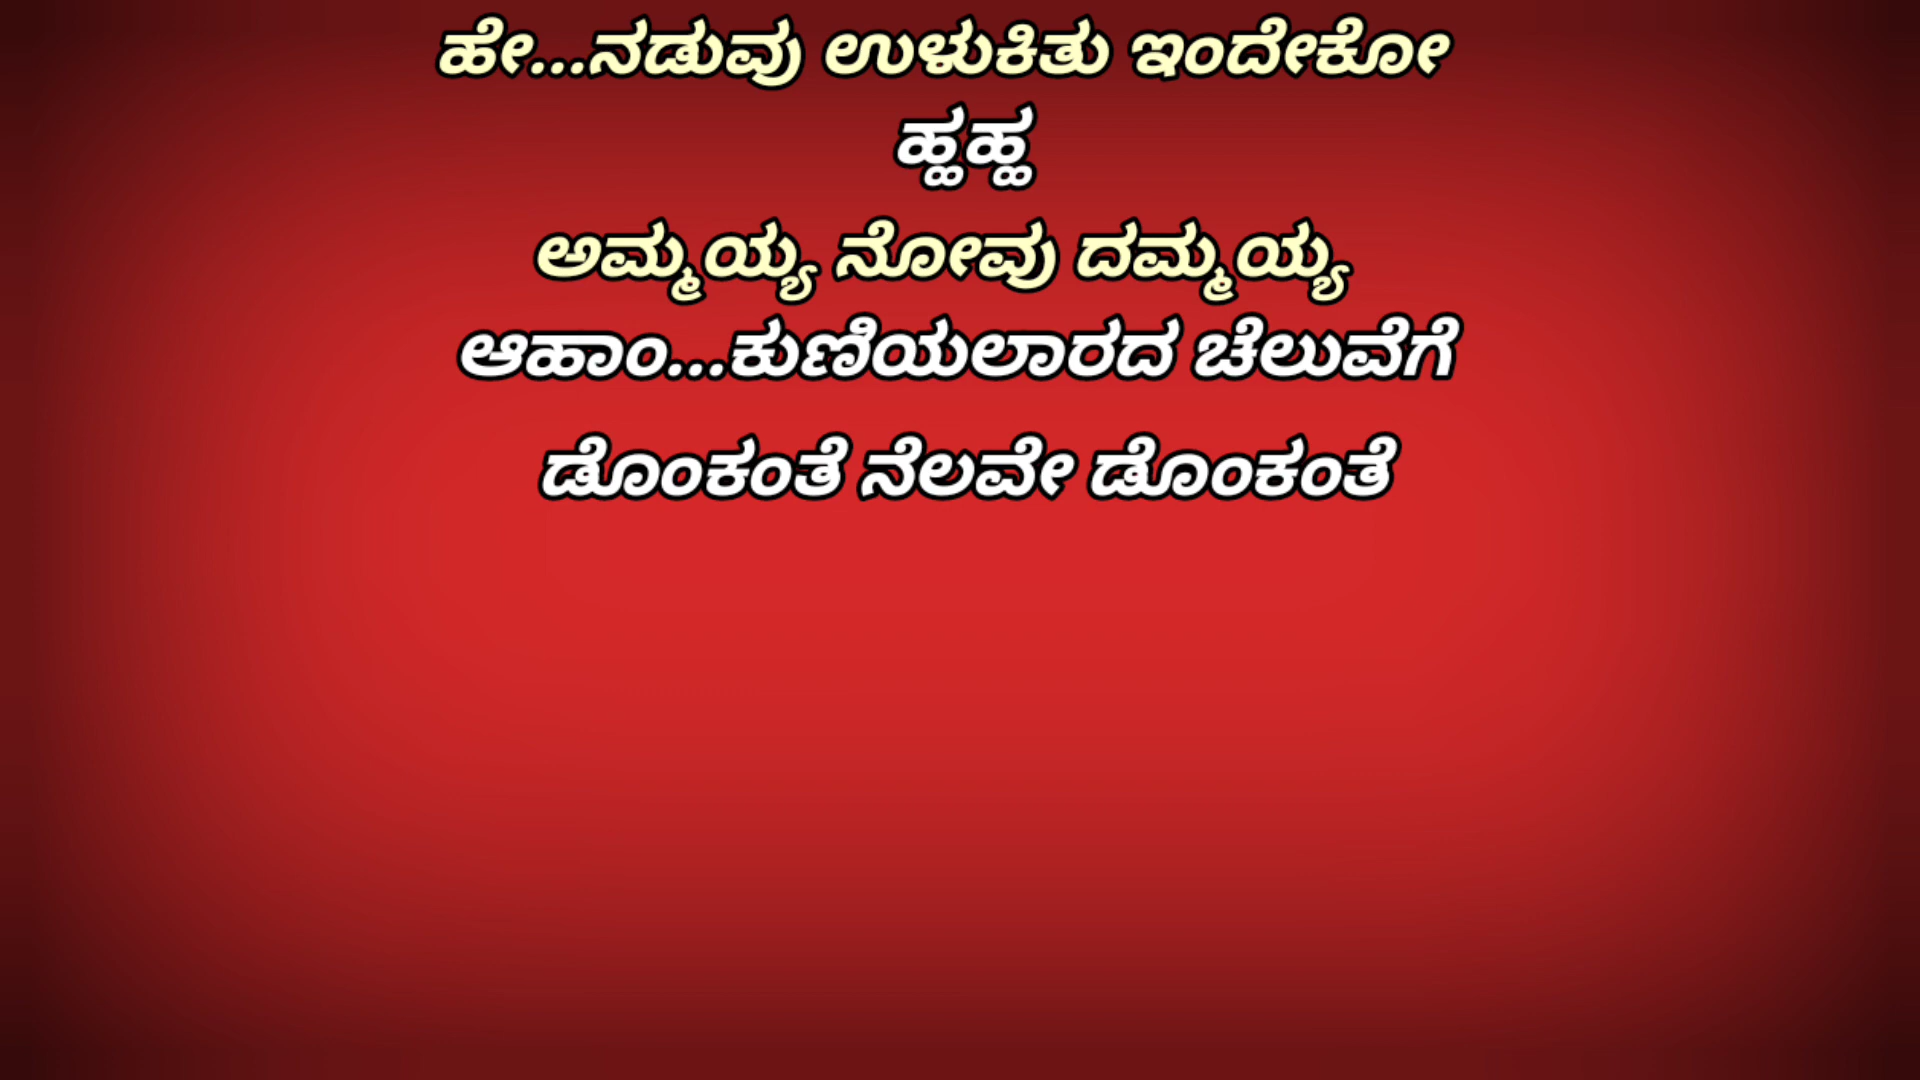 ಹೇ...ನಡುವು ಉಳುಕಿತು ಇಂದೇಕೋ
ಹ್ಹಹ್ಹ
ಅಮ್ಮಯ್ಯ ನೋವು ದಮ್ಮಯ್ಯ
ಆಹಾಂ...ಕುಣಿಯಲಾರದ ಚೆಲುವೆಗೆ
ಡೊಂಕಂತೆ ನೆಲವೇ ಡೊಂಕಂತೆ